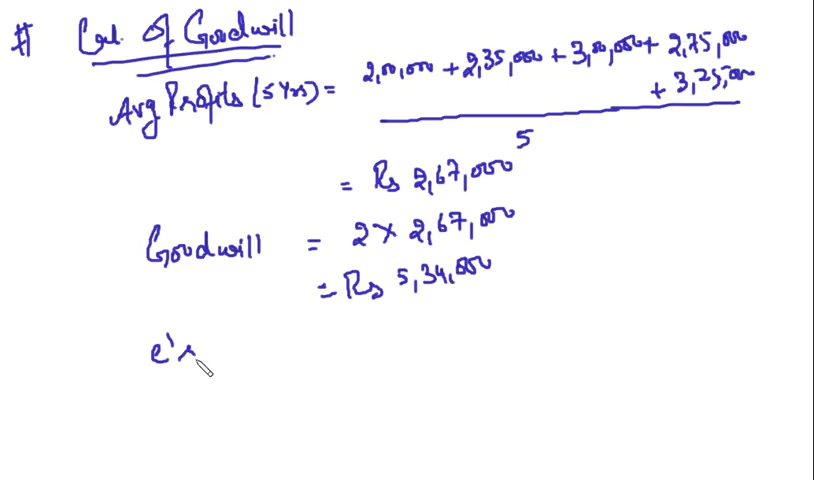 # Cal. Of Goodwill
Avg Profits (5 Yrs) = 2,00,000 + 2,35,000 + 3,00,000 + 2,75,000
+ 3,25,000
5
= Rs 2,67,000
Goodwill = 2 × 2,67,000
= Rs 5,34,000
e's